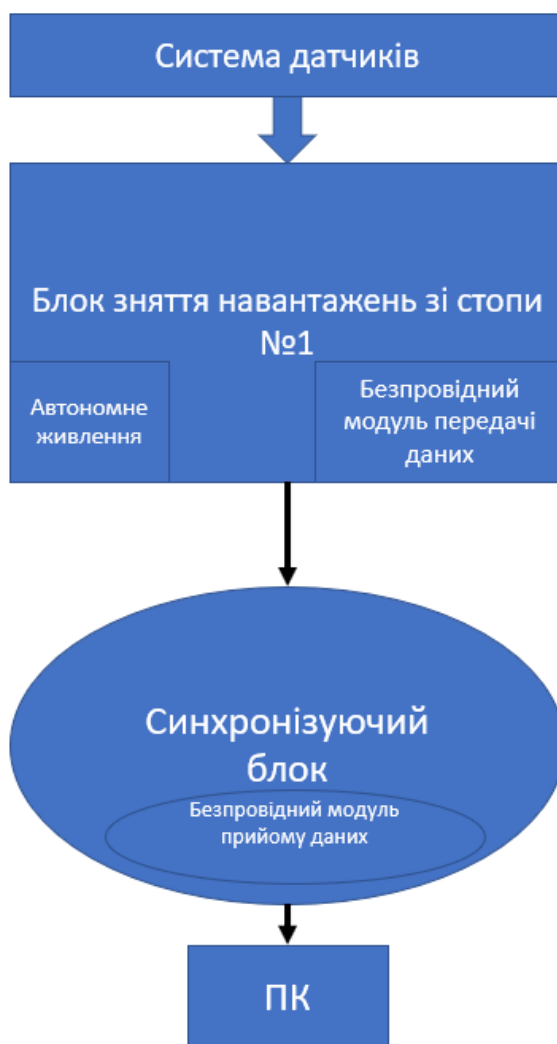 Система датчиків
Блок зняття навантажень зі стопи
№1
Автономне
живлення
Безпровідний
модуль передачі
даних
Синхронізуючий
блок
Безпровідний модуль
прийому даних
ПК